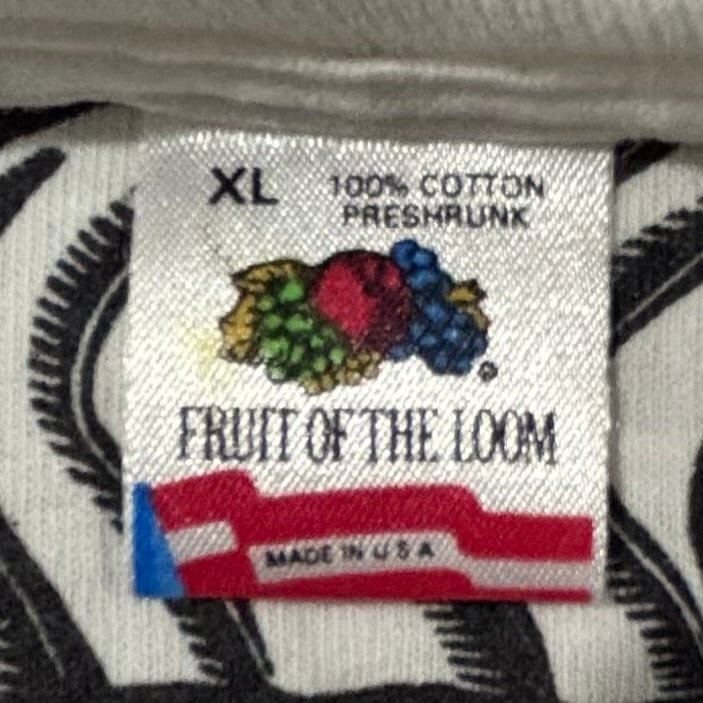 XL
100% COTTON
PRESHRUNK
®
FRUIT OF THE LOOM
MADE IN U S A